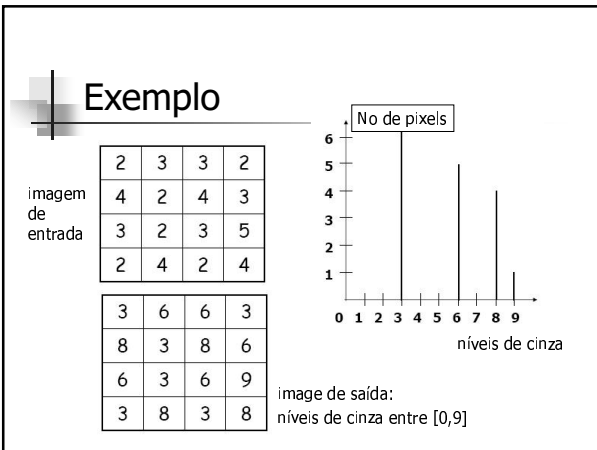 Exemplo
imagem
de
entrada
2 3 3 2
4 2 4 3
3 2 3 5
2 4 2 4
3 6 6 3
8 3 8 6
6 3 6 9
3 8 3 8
image de saída:
níveis de cinza entre [0,9]
No de pixels
6
5
4
3
2
1
0 1 2 3 4 5 6 7 8 9
níveis de cinza